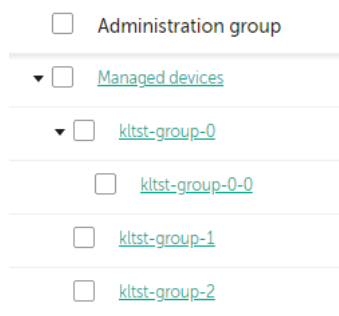 Administration group
Managed devices
kltst-group-0
kltst-group-0-0
kltst-group-1
kltst-group-2